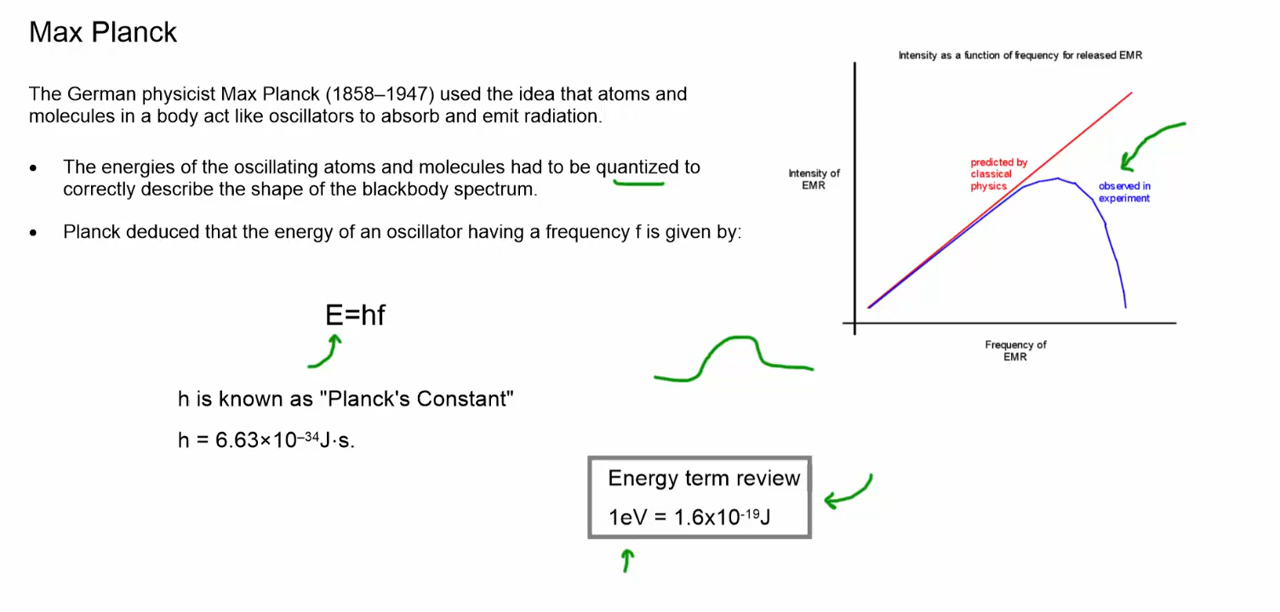 Max Planck
The German physicist Max Planck (1858–1947) used the idea that atoms and
molecules in a body act like oscillators to absorb and emit radiation.
• The energies of the oscillating atoms and molecules had to be quantized to
correctly describe the shape of the blackbody spectrum.
• Planck deduced that the energy of an oscillator having a frequency f is given by:
E=hf
h is known as "Planck's Constant"
h = 6.63×10⁻³⁴J·s.
Energy term review
1eV = 1.6x10⁻¹⁹J
Intensity as a function of frequency for released EMR
Intensity of
EMR
predicted by
classical
physics
observed in
experiment
Frequency of
EMR